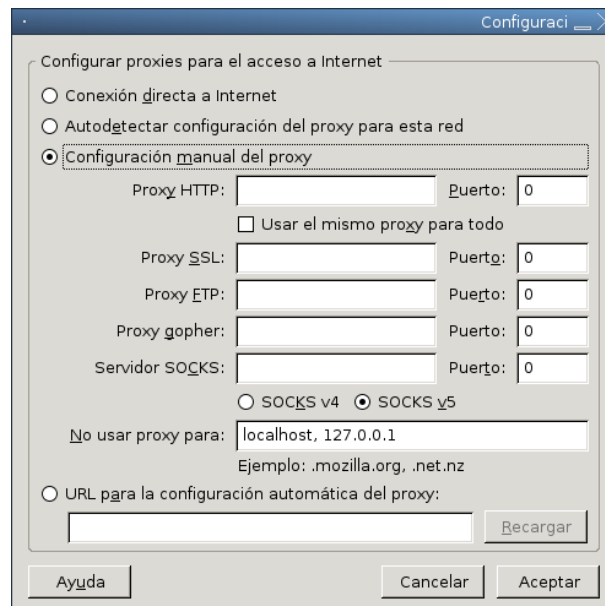 Configuraci
Configurar proxies para el acceso a Internet
Conexión directa a Internet
Autodetectar configuración del proxy para esta red
Configuración manual del proxy
Proxy HTTP: Puerto: 0
Usar el mismo proxy para todo
Proxy SSL: Puerto: 0
Proxy FTP: Puerto: 0
Proxy gopher: Puerto: 0
Servidor SOCKS: Puerto: 0
SOCKS v4 SOCKS v5
No usar proxy para: localhost, 127.0.0.1
Ejemplo: .mozilla.org, .net.nz
URL para la configuración automática del proxy:
Recargar
Ayuda Cancelar Aceptar